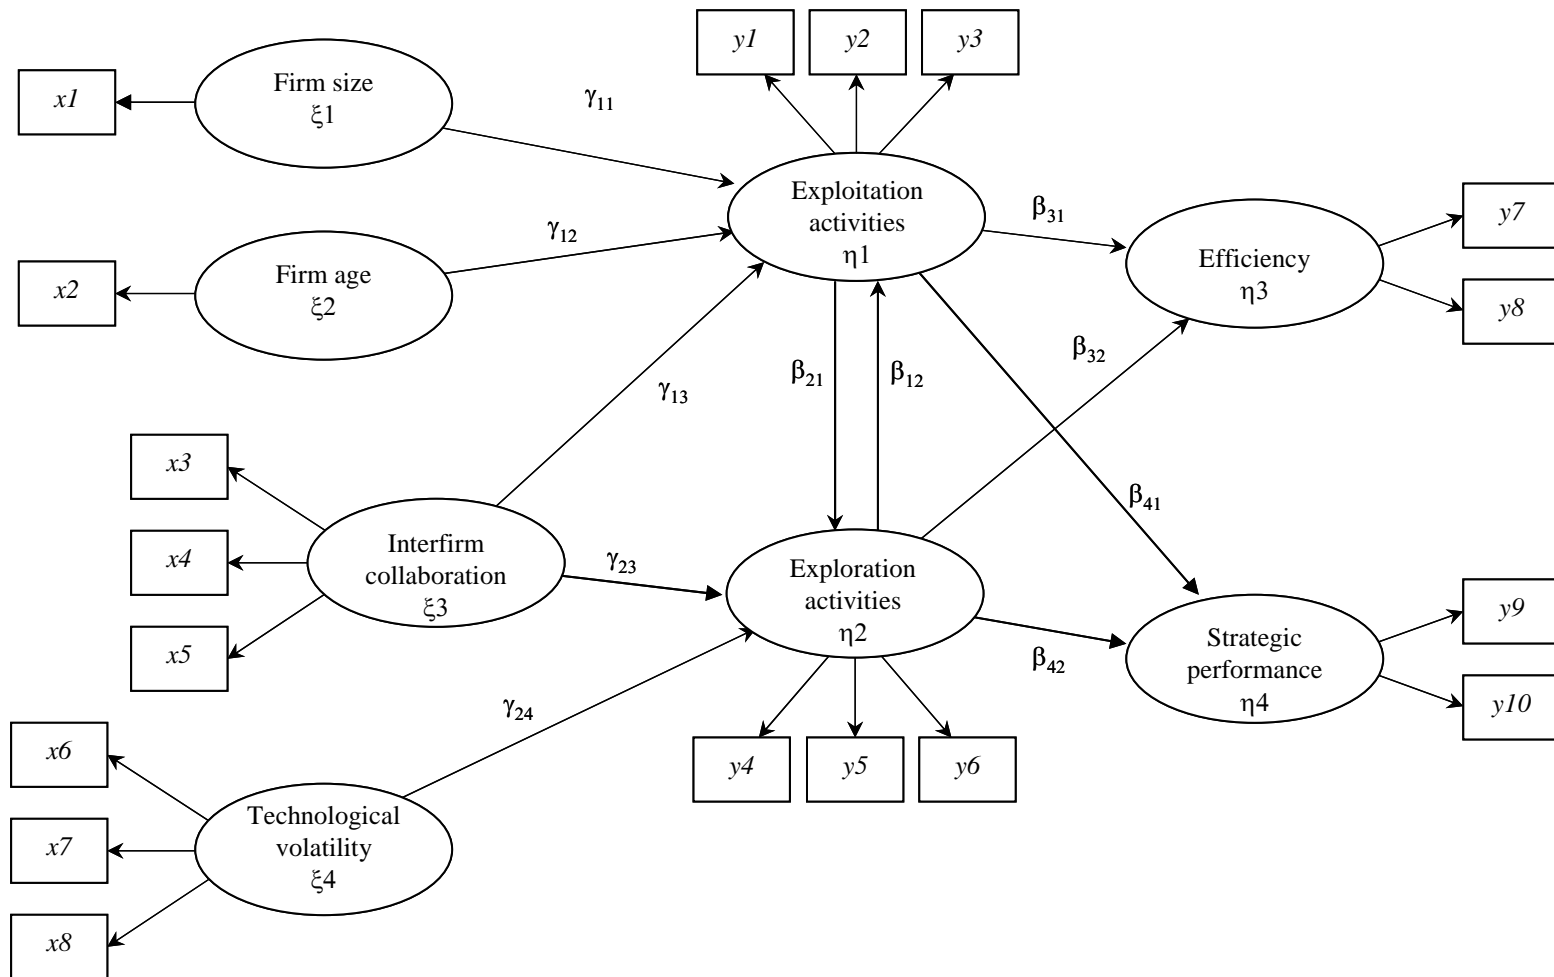 y1
y2
y3
x1
Firm size
ξ1
γ11
Exploitation
activities
η1
β31
y7
Efficiency
η3
y8
x2
Firm age
ξ2
γ12
γ13
β21
β12
β32
x3
x4
x5
Interfirm
collaboration
ξ3
γ23
Exploration
activities
η2
β41
β42
Strategic
performance
η4
y9
y10
γ24
y4
y5
y6
x6
x7
x8
Technological
volatility
ξ4